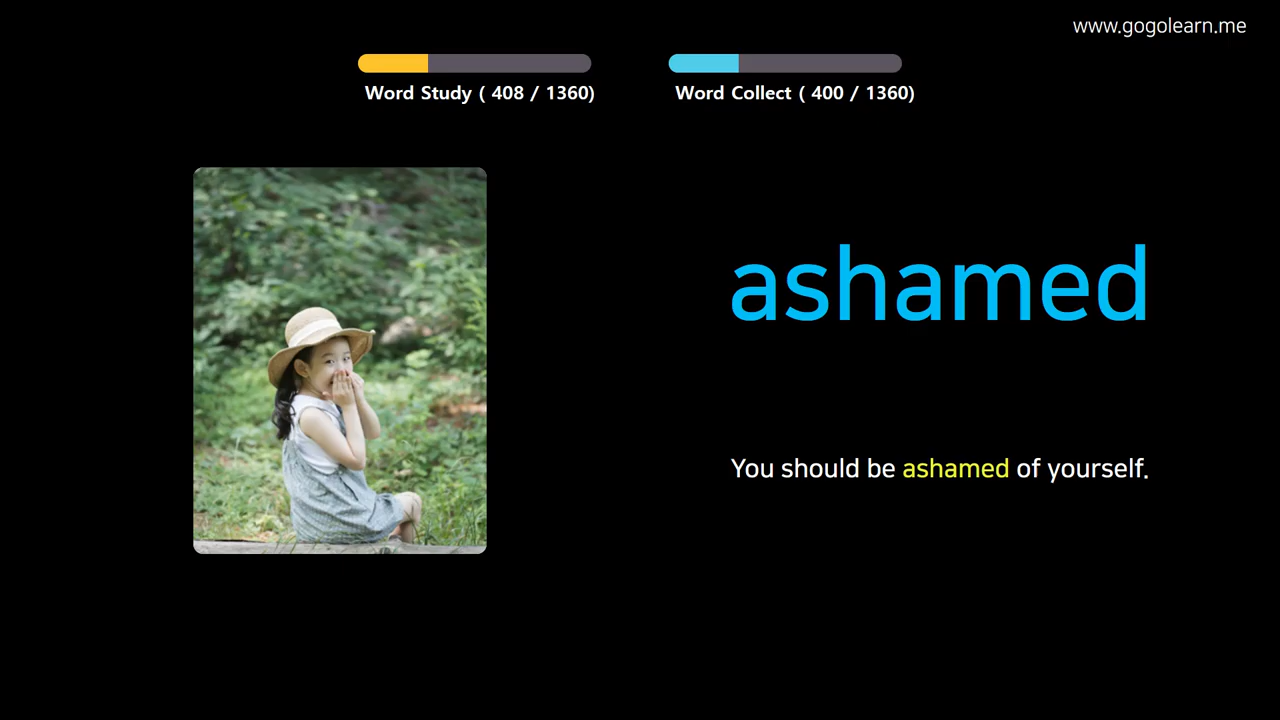 www.gogolearn.me
Word Study ( 408 / 1360)
Word Collect ( 400 / 1360)
ashamed
You should be ashamed of yourself.